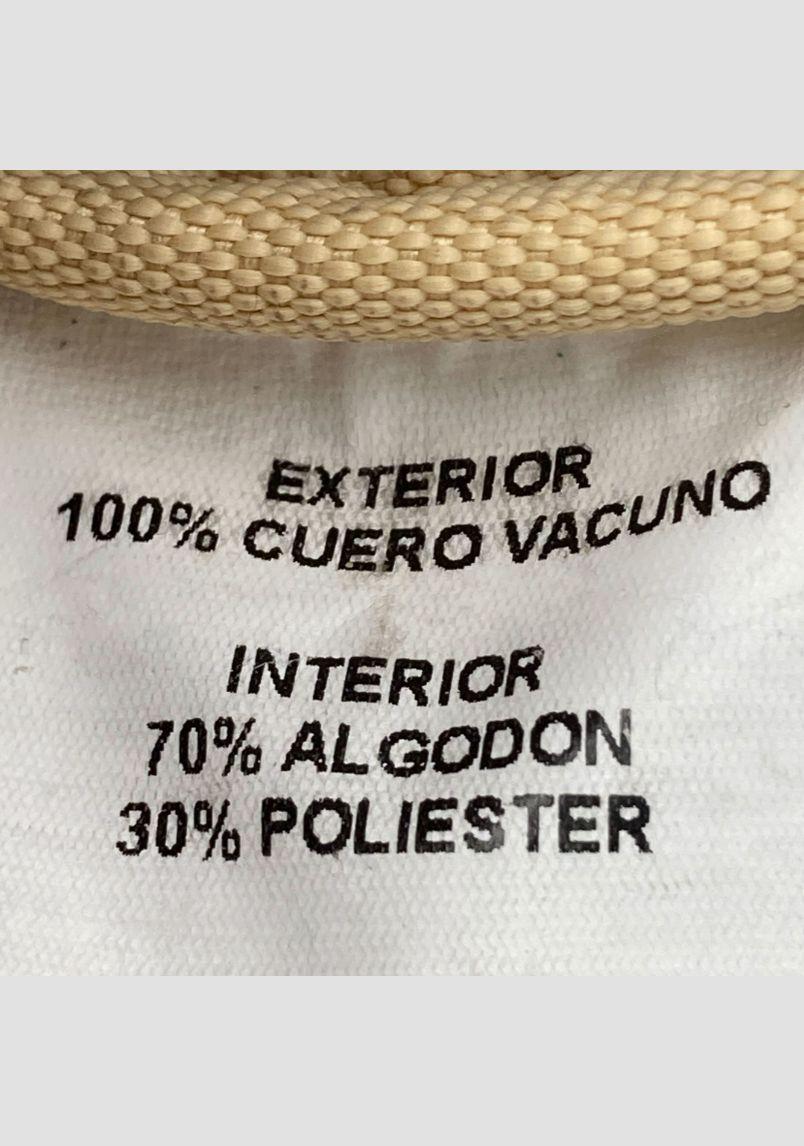 EXTERIOR
100% CUERO VACUNO
INTERIOR
70% ALGODON
30% POLIESTER